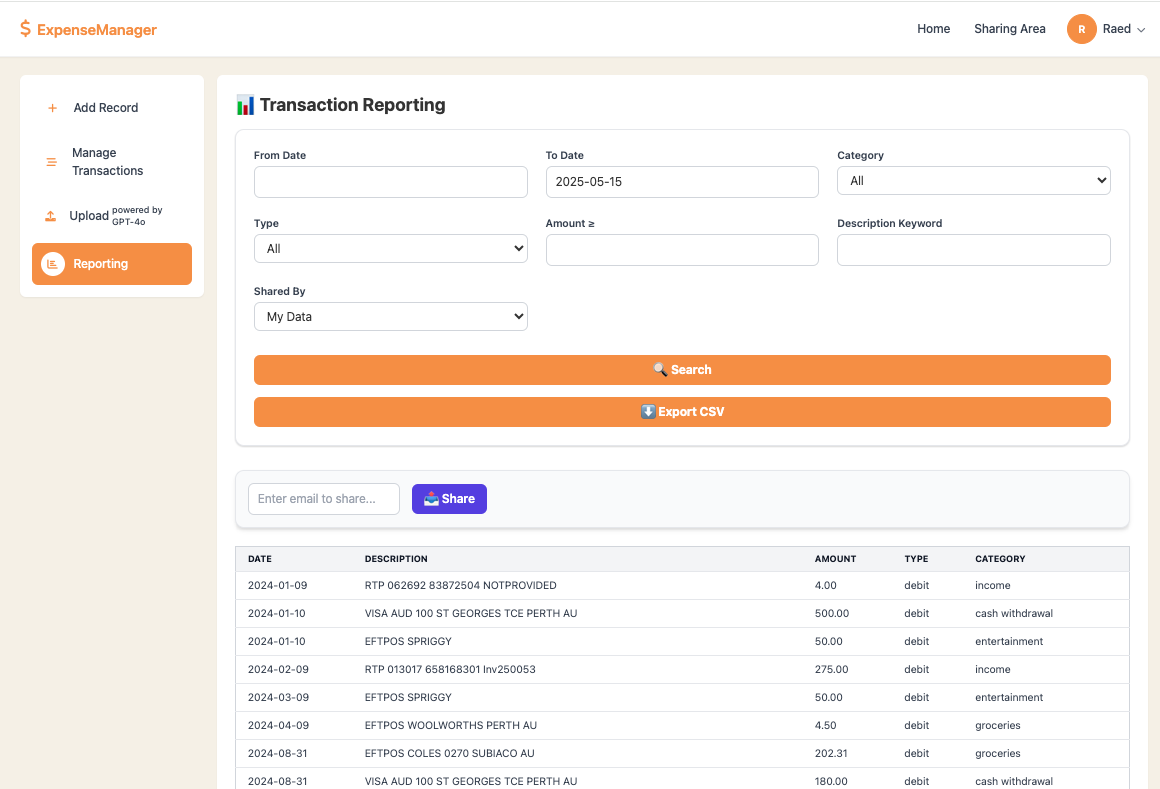 $ ExpenseManager
Home Sharing Area R Raed
Add Record
Manage
Transactions
Upload powered by
GPT-4o
Reporting
Transaction Reporting
From Date To Date Category
2025-05-15 All
Type Amount ≥ Description Keyword
All
Shared By
My Data
Search
Export CSV
Enter email to share... Share
DATE DESCRIPTION AMOUNT TYPE CATEGORY
2024-01-09 RTP 062692 83872504 NOTPROVIDED 4.00 debit income
2024-01-10 VISA AUD 100 ST GEORGES TCE PERTH AU 500.00 debit cash withdrawal
2024-01-10 EFTPOS SPRIGGY 50.00 debit entertainment
2024-02-09 RTP 013017 658168301 Inv250053 275.00 debit income
2024-03-09 EFTPOS SPRIGGY 50.00 debit entertainment
2024-04-09 EFTPOS WOOLWORTHS PERTH AU 4.50 debit groceries
2024-08-31 EFTPOS COLES 0270 SUBIACO AU 202.31 debit groceries
2024-08-31 VISA AUD 100 ST GEORGES TCE PERTH AU 180.00 debit cash withdrawal